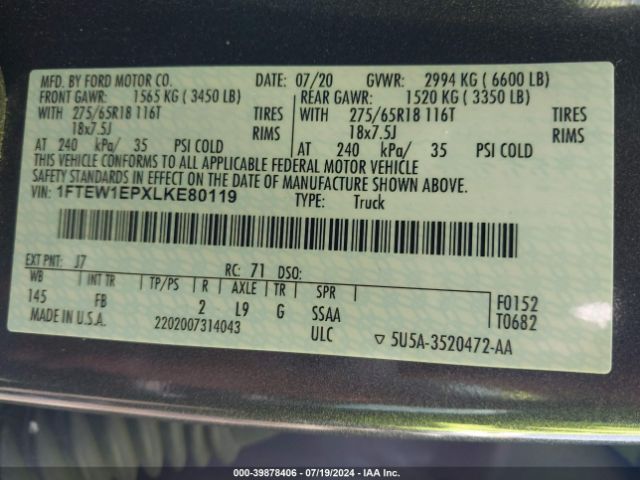 MFD. BY FORD MOTOR CO. DATE: 07/20 GVWR: 2994 KG ( 6600 LB)
FRONT GAWR: 1565 KG ( 3450 LB) REAR GAWR: 1520 KG ( 3350 LB)
WITH 275/65R18 116T TIRES WITH 275/65R18 116T TIRES
18x7.5J RIMS 18x7.5J RIMS
AT 240 kPa/ 35 PSI COLD AT 240 kPa/ 35 PSI COLD
THIS VEHICLE CONFORMS TO ALL APPLICABLE FEDERAL MOTOR VEHICLE
SAFETY STANDARDS IN EFFECT ON THE DATE OF MANUFACTURE SHOWN ABOVE.
VIN: 1FTEW1EPXLKE80119 TYPE: Truck
EXT PNT: J7 RC: 71 DSO:
WB INT TR TP/PS R AXLE TR SPR F0152
145 FB 2 L9 G SSAA T0682
MADE IN U.S.A. 2202007314043 ULC ▽ 5U5A-3520472-AA
000-39878406 - 07/19/2024 - IAA Inc.